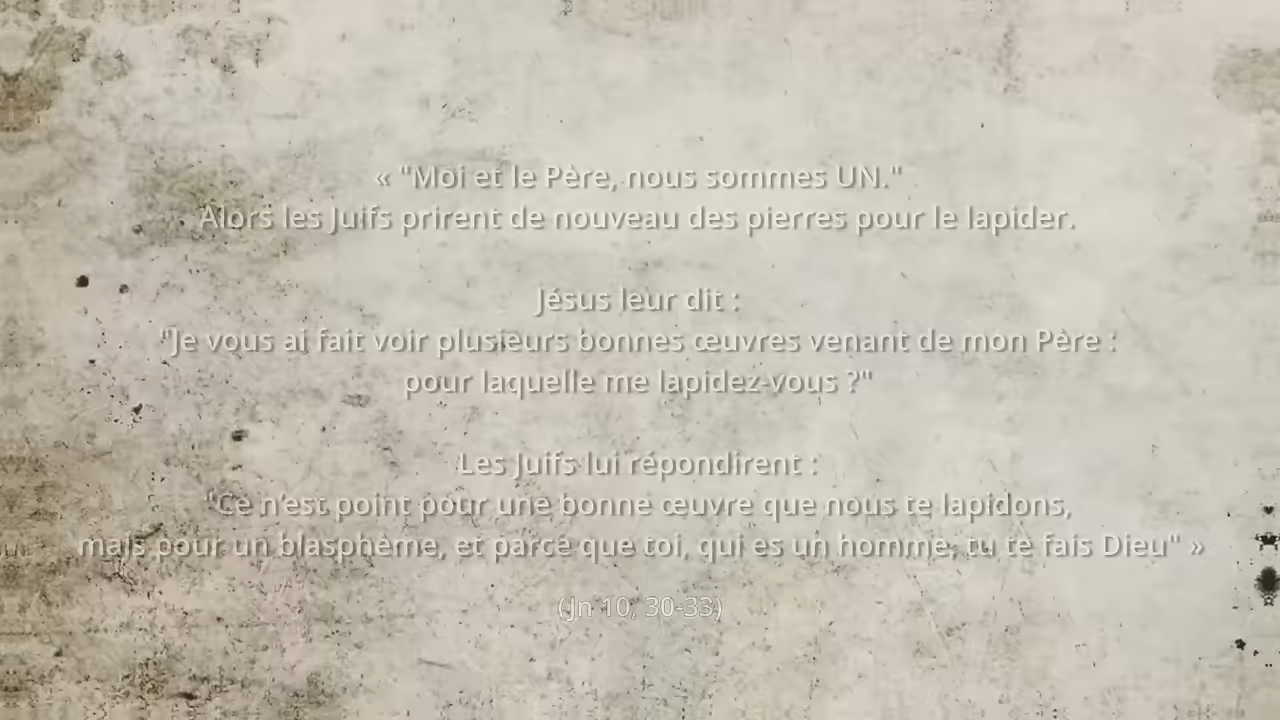 « "Moi et le Père, nous sommes UN."
Alors les Juifs prirent de nouveau des pierres pour le lapider.
Jésus leur dit :
"Je vous ai fait voir plusieurs bonnes œuvres venant de mon Père :
pour laquelle me lapidez-vous ?"
Les Juifs lui répondirent :
"Ce n'est point pour une bonne œuvre que nous te lapidons,
mais pour un blasphème, et parce que toi, qui es un homme, tu te fais Dieu" »
(Jn 10, 30-33)